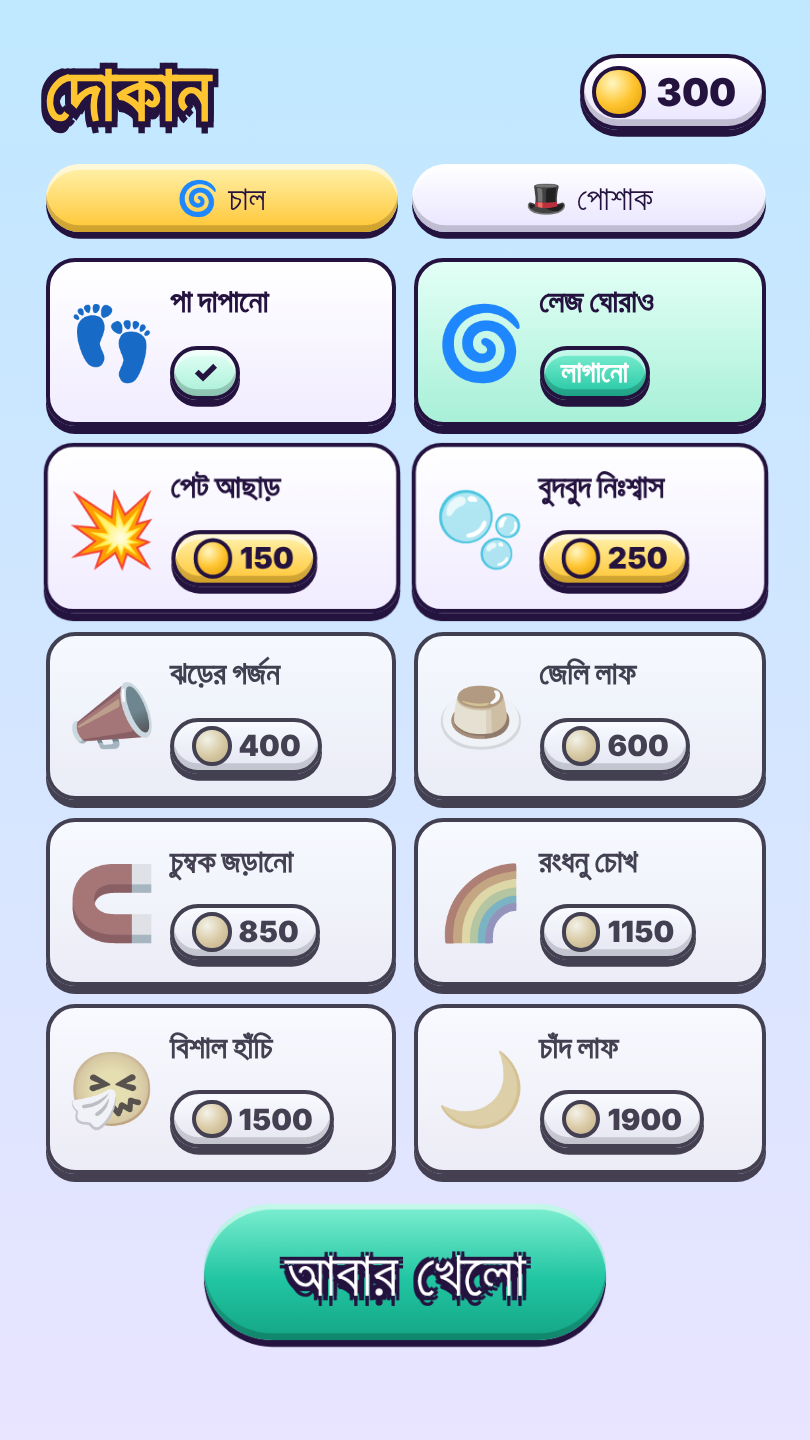 দোকান
300
চাল
পোশাক
পা দাপানো
লেজ ঘোরাও
লাগানো
পেট আছাড়
বুদবুদ নিঃশ্বাস
150
250
ঝড়ের গর্জন
জেলি লাফ
400
600
চুম্বক জড়ানো
রংধনু চোখ
850
1150
বিশাল হাঁচি
চাঁদ লাফ
1500
1900
আবার খেলো